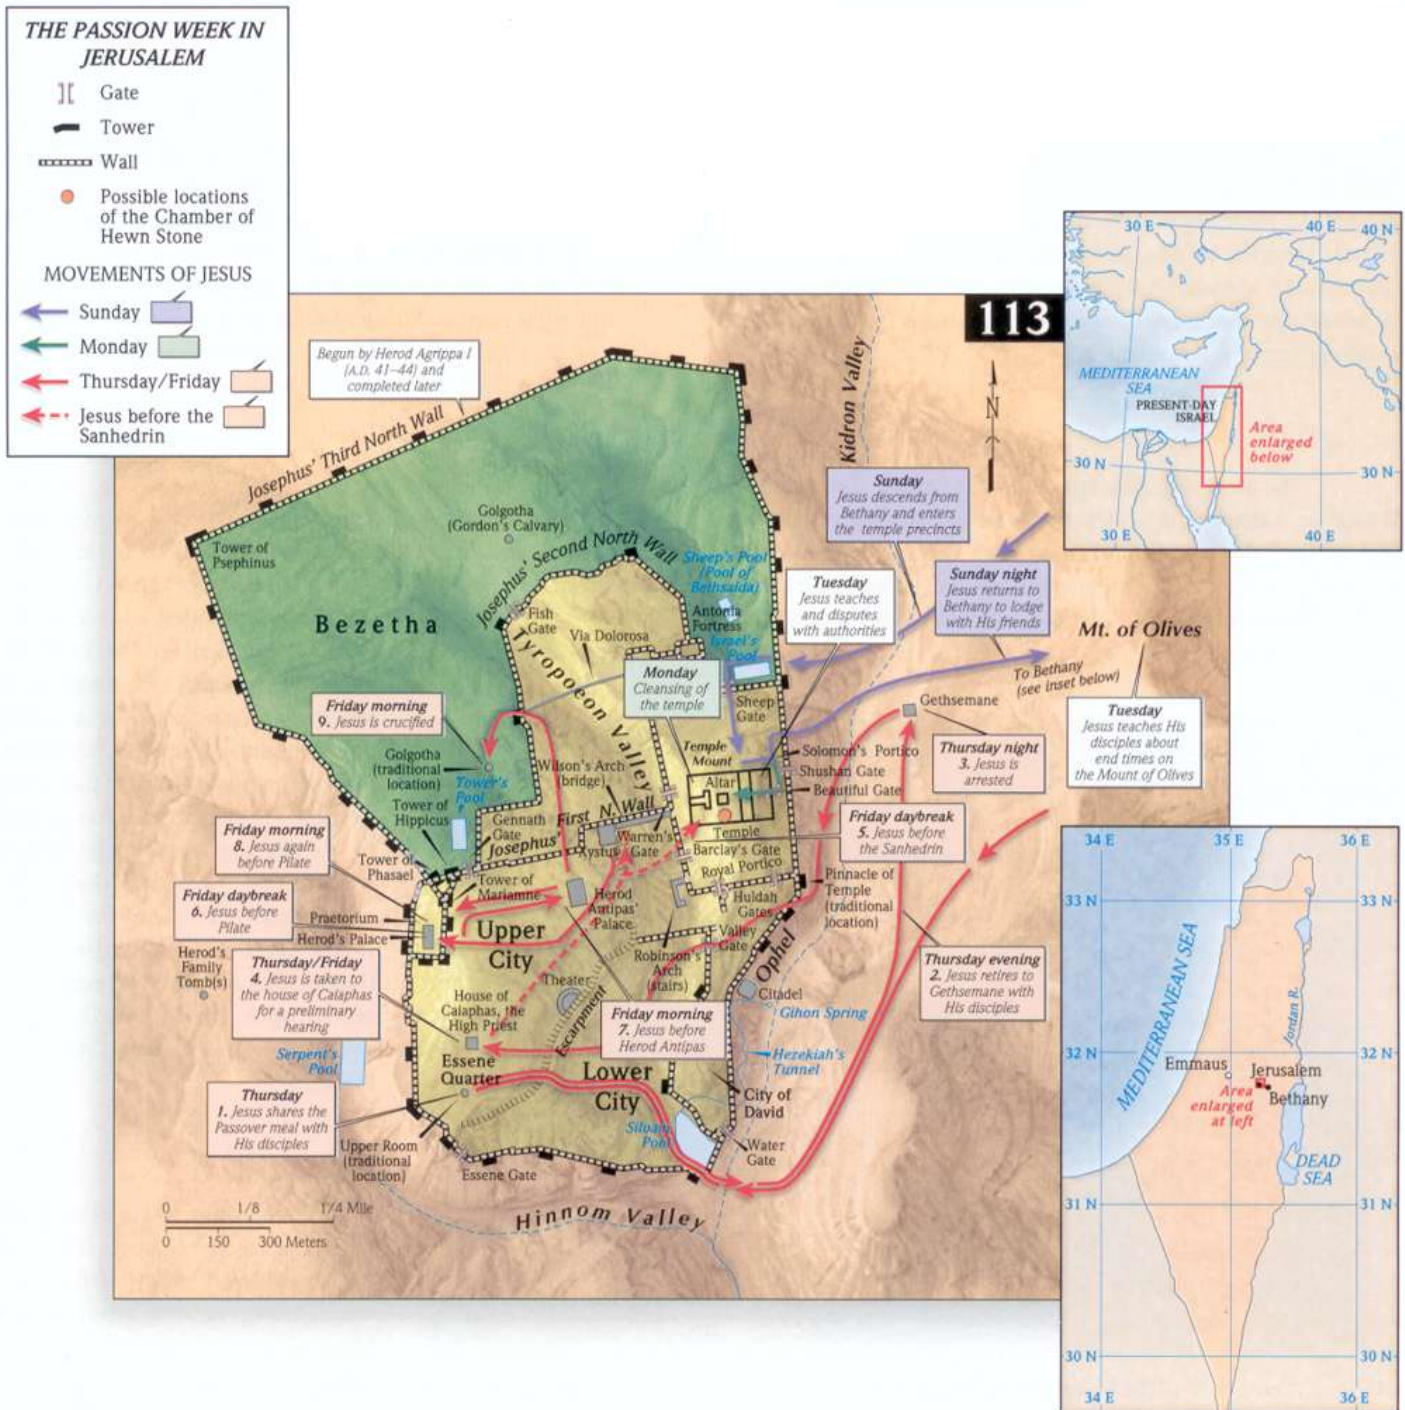 THE PASSION WEEK IN
JERUSALEM
Gate
Tower
Wall
Possible locations
of the Chamber of
Hewn Stone
MOVEMENTS OF JESUS
Sunday
Monday
Thursday/Friday
Jesus before the
Sanhedrin
113
30 E
40 E
40 N
MEDITERRANEAN
SEA
PRESENT-DAY
ISRAEL
Area
enlarged
below
30 N
30 N
30 E
40 E
Begun by Herod Agrippa I
(A.D. 41–44) and
completed later
Josephus' Third North Wall
Kidron Valley
N
Golgotha
(Gordon's Calvary)
Sunday
Jesus descends from
Bethany and enters
the temple precincts
Tower of
Psephinus
Josephus' Second North Wall
Sheep's Pool
(Pool of
Bethsaida)
Tuesday
Jesus teaches
and disputes
with authorities
Sunday night
Jesus returns to
Bethany to lodge
with His friends
Bezetha
Fish
Gate
Antonia
Fortress
Via Dolorosa
Israel's
Pool
Mt. of Olives
Tyropoeon Valley
Monday
Cleansing of
the temple
To Bethany
(see inset below)
Sheep
Gate
Gethsemane
Friday morning
9. Jesus is crucified
Tuesday
Jesus teaches His
disciples about
end times on
the Mount of Olives
Golgotha
(traditional
location)
Temple
Mount
Solomon's Portico
Thursday night
3. Jesus is
arrested
Wilson's Arch
(bridge)
Shushan Gate
Altar
Beautiful Gate
Tower's
Pool
Tower of
Hippicus
Gennath
Gate
Josephus' First N. Wall
Friday morning
8. Jesus again
before Pilate
Xystus
Warren's
Gate
Temple
Barclay's Gate
Royal Portico
Friday daybreak
5. Jesus before
the Sanhedrin
Tower of
Phasael
Tower of
Mariamne
Herod
Antipas'
Palace
Huldah
Gates
Pinnacle of
Temple
(traditional
location)
Friday daybreak
6. Jesus before
Pilate
Praetorium
Herod's Palace
Upper
City
Valley
Gate
Ophel
Herod's
Family
Tomb(s)
Robinson's
Arch
(stairs)
Thursday/Friday
4. Jesus is taken to
the house of Caiaphas
for a preliminary
hearing
Thursday evening
2. Jesus retires to
Gethsemane with
His disciples
Theater
House of
Caiaphas, the
High Priest
Escarpment
Citadel
Gihon Spring
Friday morning
7. Jesus before
Herod Antipas
Serpent's
Pool
Essene
Quarter
Lower
City
Hezekiah's
Tunnel
City of
David
Thursday
1. Jesus shares the
Passover meal with
His disciples
Siloam
Pool
Upper Room
(traditional
location)
Water
Gate
Essene Gate
Hinnom Valley
0 1/8 1/4 Mile
0 150 300 Meters
34 E
35 E
36 E
33 N
33 N
MEDITERRANEAN SEA
Jordan R.
32 N
32 N
Emmaus
Jerusalem
Area
enlarged
at left
Bethany
DEAD
SEA
31 N
31 N
30 N
30 N
34 E
36 E